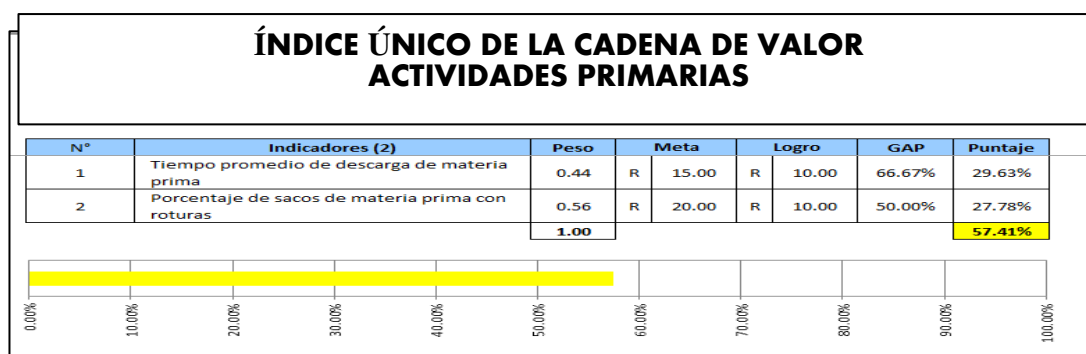 ÍNDICE ÚNICO DE LA CADENA DE VALOR
ACTIVIDADES PRIMARIAS
N° Indicadores (2) Peso Meta Logro GAP Puntaje
1 Tiempo promedio de descarga de materia prima 0.44 R 15.00 R 10.00 66.67% 29.63%
2 Porcentaje de sacos de materia prima con roturas 0.56 R 20.00 R 10.00 50.00% 27.78%
1.00 57.41%
0.00% 10.00% 20.00% 30.00% 40.00% 50.00% 60.00% 70.00% 80.00% 90.00% 100.00%